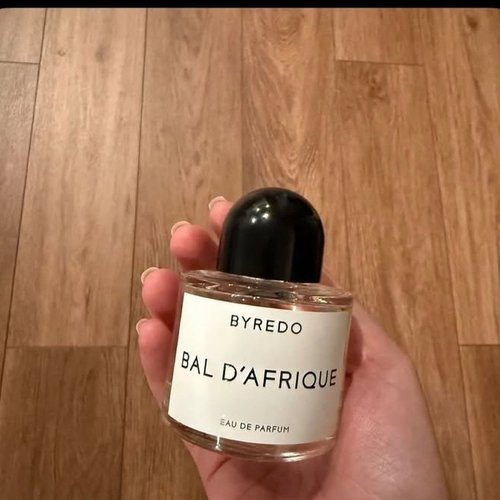 BYREDO
BAL D'AFRIQUE
EAU DE PARFUM